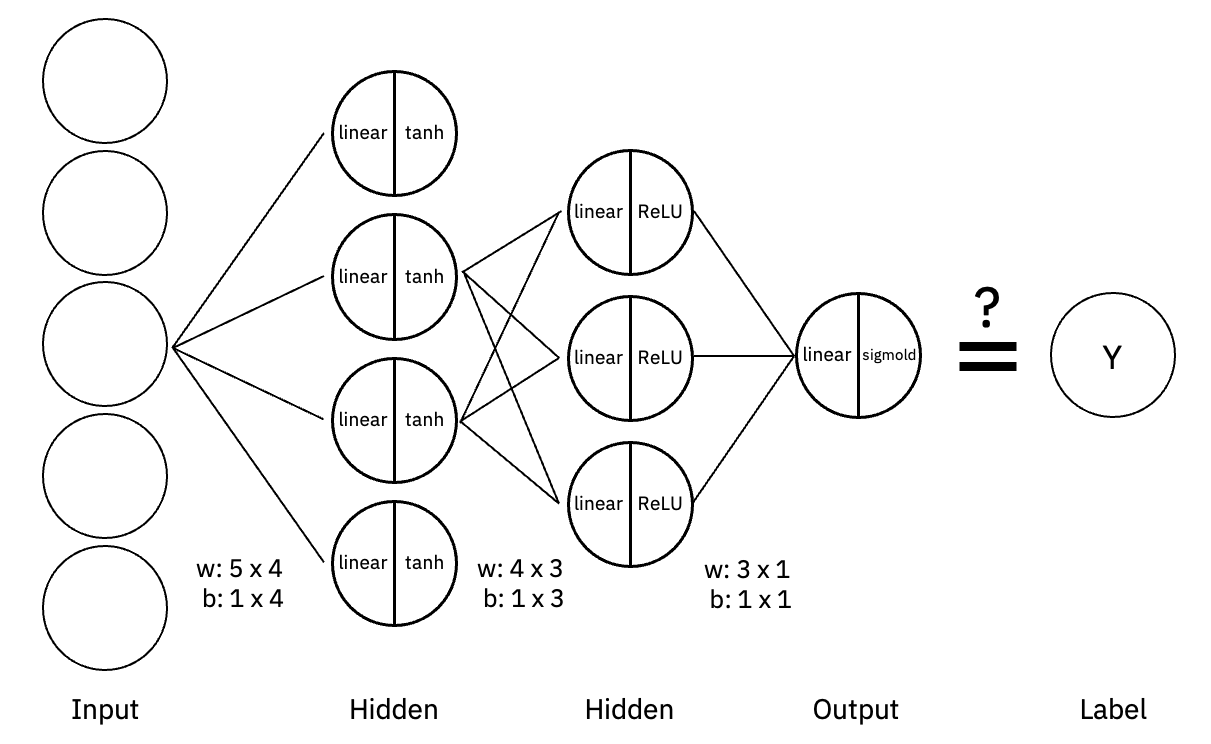 linear tanh
linear ReLU
linear tanh
?
linear ReLU
linear sigmold
Y
linear tanh
linear ReLU
linear tanh
w: 5 x 4
b: 1 x 4
w: 4 x 3
b: 1 x 3
w: 3 x 1
b: 1 x 1
Input
Hidden
Hidden
Output
Label